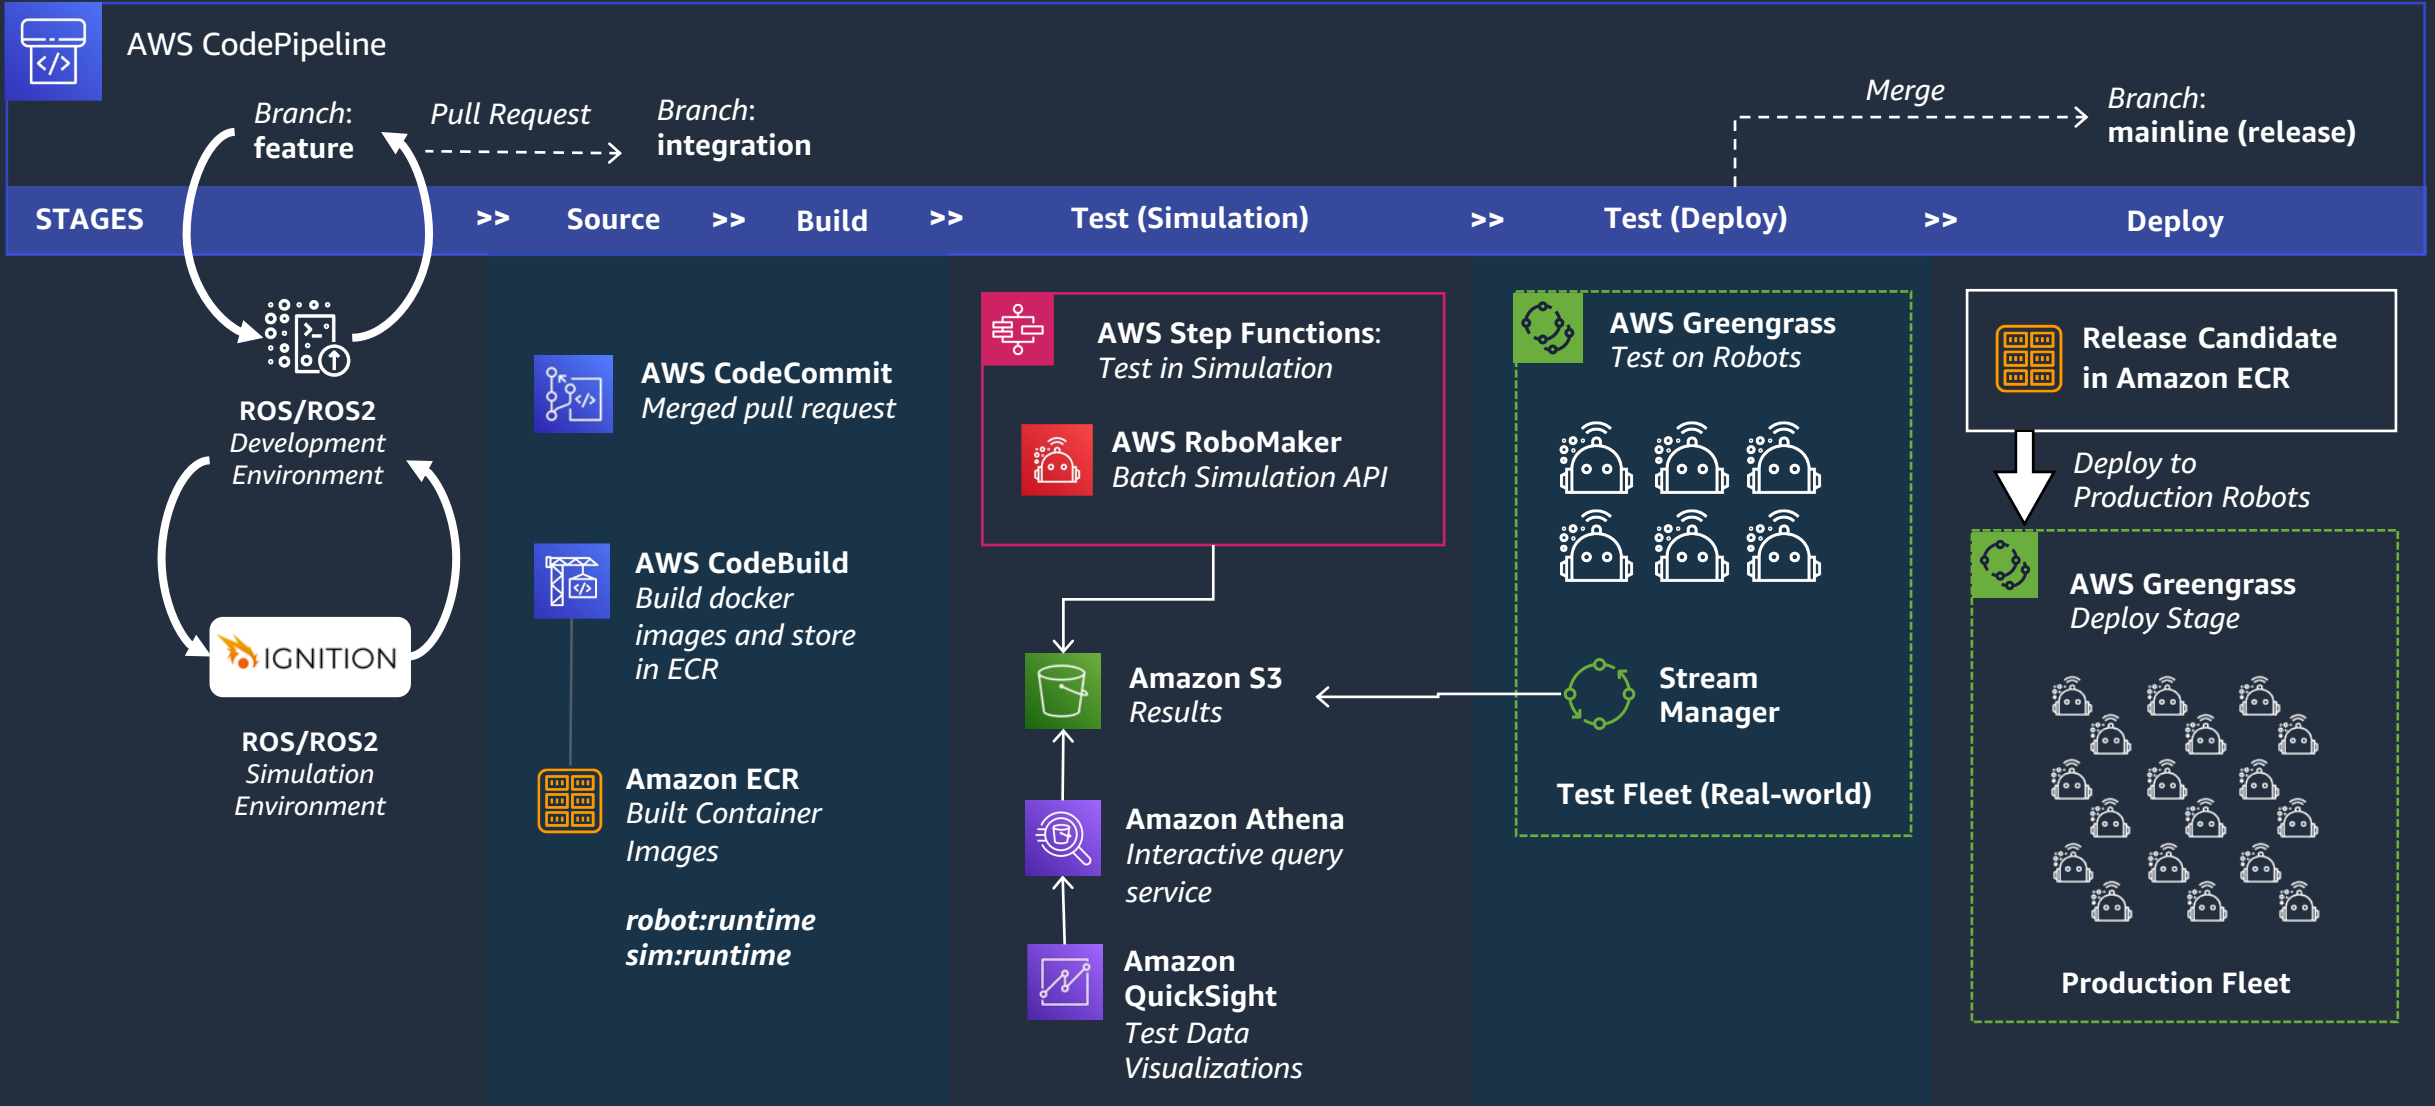 AWS CodePipeline
Branch:
feature
Pull Request
Branch:
integration
Merge
Branch:
mainline (release)
STAGES
>>
Source
>>
Build
>>
Test (Simulation)
>>
Test (Deploy)
>>
Deploy
ROS/ROS2
Development
Environment
IGNITION
ROS/ROS2
Simulation
Environment
AWS CodeCommit
Merged pull request
AWS CodeBuild
Build docker
images and store
in ECR
Amazon ECR
Built Container
Images
robot:runtime
sim:runtime
AWS Step Functions:
Test in Simulation
AWS RoboMaker
Batch Simulation API
Amazon S3
Results
Amazon Athena
Interactive query
service
Amazon
QuickSight
Test Data
Visualizations
AWS Greengrass
Test on Robots
Stream
Manager
Test Fleet (Real-world)
Release Candidate
in Amazon ECR
Deploy to
Production Robots
AWS Greengrass
Deploy Stage
Production Fleet